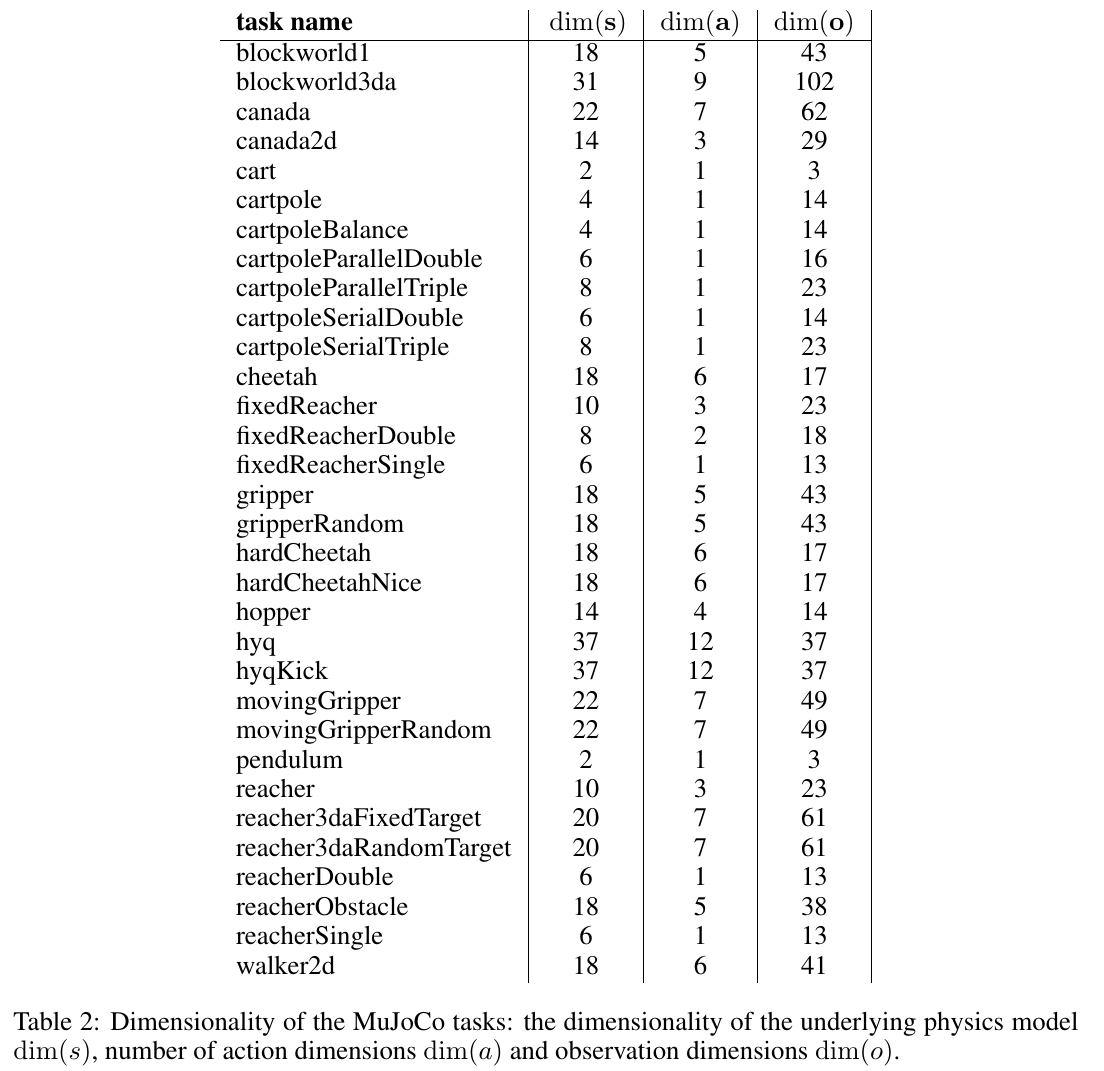 task name dim(s) dim(a) dim(o)
blockworld1 18 5 43
blockworld3da 31 9 102
canada 22 7 62
canada2d 14 3 29
cart 2 1 3
cartpole 4 1 14
cartpoleBalance 4 1 14
cartpoleParallelDouble 6 1 16
cartpoleParallelTriple 8 1 23
cartpoleSerialDouble 6 1 14
cartpoleSerialTriple 8 1 23
cheetah 18 6 17
fixedReacher 10 3 23
fixedReacherDouble 8 2 18
fixedReacherSingle 6 1 13
gripper 18 5 43
gripperRandom 18 5 43
hardCheetah 18 6 17
hardCheetahNice 18 6 17
hopper 14 4 14
hyq 37 12 37
hyqKick 37 12 37
movingGripper 22 7 49
movingGripperRandom 22 7 49
pendulum 2 1 3
reacher 10 3 23
reacher3daFixedTarget 20 7 61
reacher3daRandomTarget 20 7 61
reacherDouble 6 1 13
reacherObstacle 18 5 38
reacherSingle 6 1 13
walker2d 18 6 41
Table 2: Dimensionality of the MuJoCo tasks: the dimensionality of the underlying physics model
dim(s), number of action dimensions dim(a) and observation dimensions dim(o).